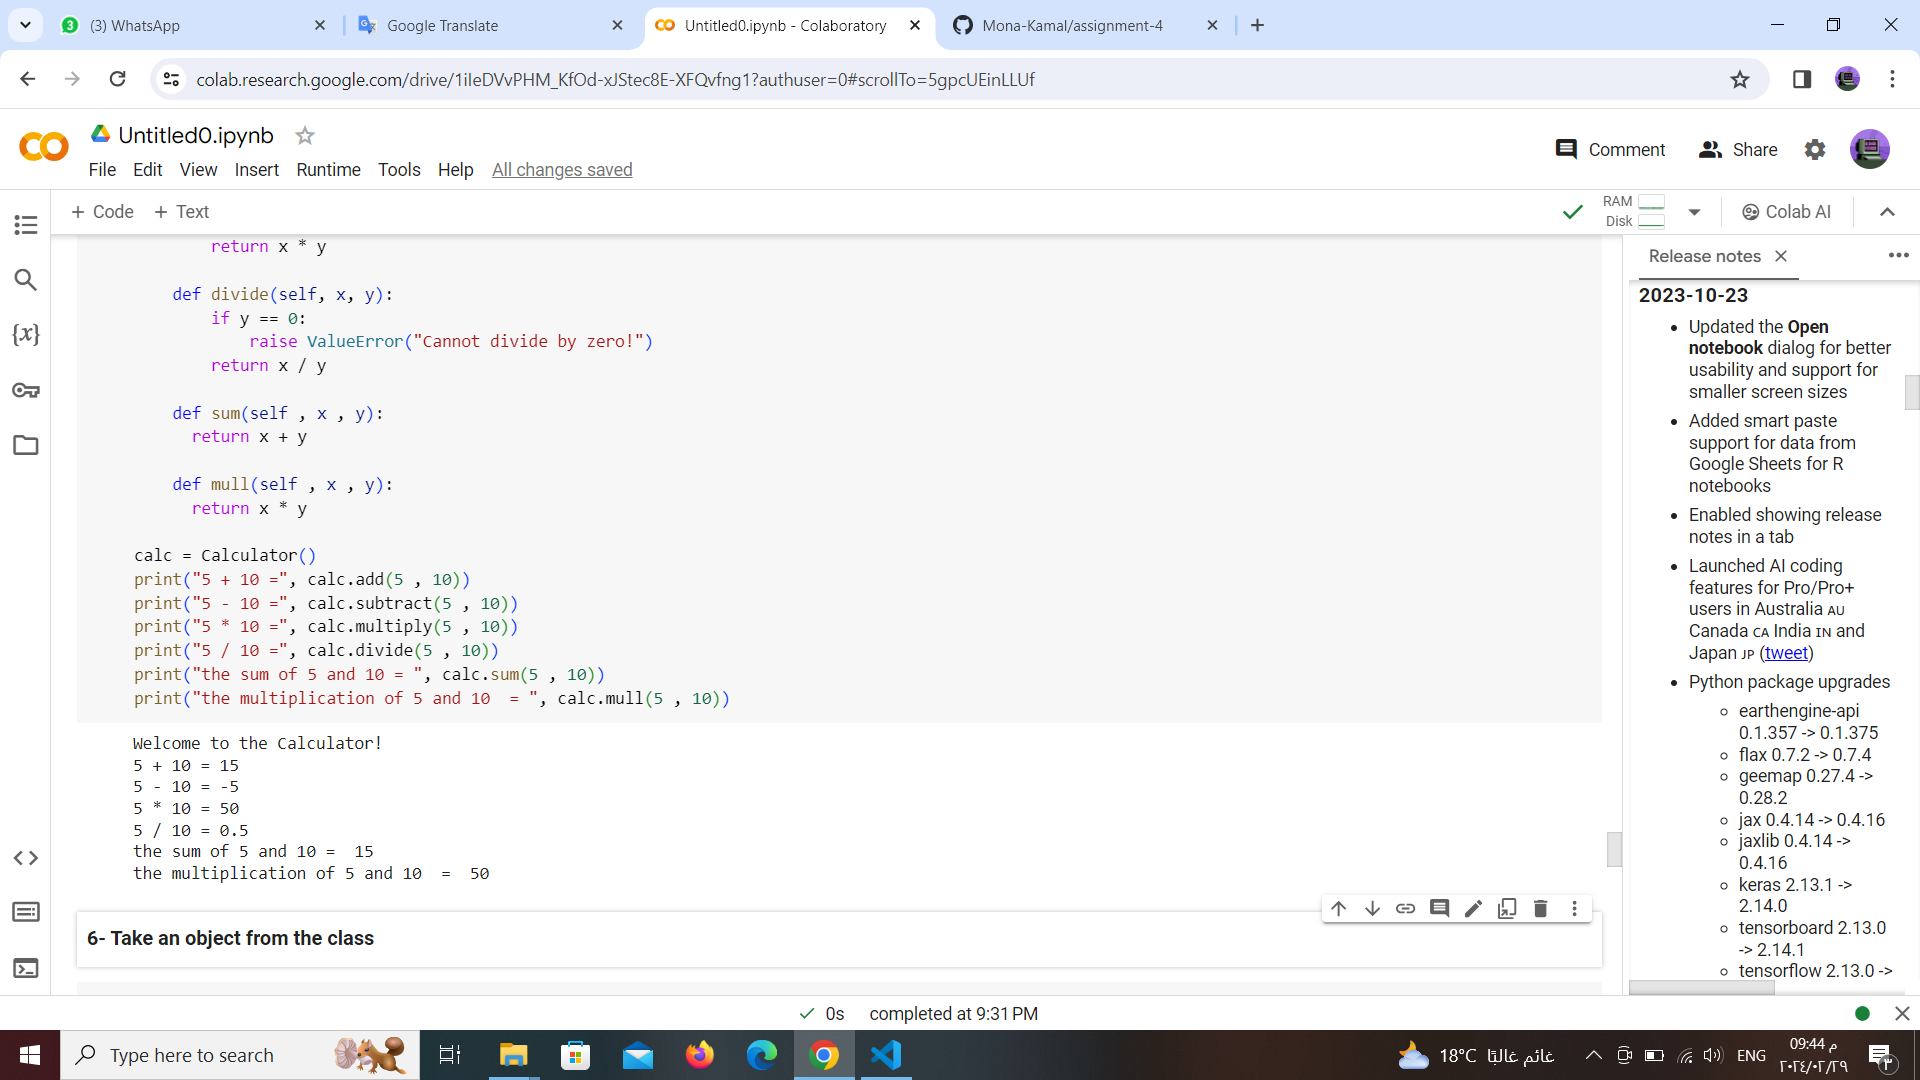 (3) WhatsApp
Google Translate
Untitled0.ipynb - Colaboratory
Mona-Kamal/assignment-4
colab.research.google.com/drive/1iIeDVvPHM_KfOd-xJStec8E-XFQvfng1?authuser=0#scrollTo=5gpcUEinLLUf
Untitled0.ipynb
Comment
Share
File Edit View Insert Runtime Tools Help All changes saved
+ Code + Text
RAM
Disk
Colab AI
return x * y
def divide(self, x, y):
if y == 0:
raise ValueError("Cannot divide by zero!")
return x / y
def sum(self , x , y):
return x + y
def mull(self , x , y):
return x * y
calc = Calculator()
print("5 + 10 =", calc.add(5 , 10))
print("5 - 10 =", calc.subtract(5 , 10))
print("5 * 10 =", calc.multiply(5 , 10))
print("5 / 10 =", calc.divide(5 , 10))
print("the sum of 5 and 10 = ", calc.sum(5 , 10))
print("the multiplication of 5 and 10  = ", calc.mull(5 , 10))
Welcome to the Calculator!
5 + 10 = 15
5 - 10 = -5
5 * 10 = 50
5 / 10 = 0.5
the sum of 5 and 10 =  15
the multiplication of 5 and 10  =  50
6- Take an object from the class
Release notes
2023-10-23
Updated the Open
notebook dialog for better
usability and support for
smaller screen sizes
Added smart paste
support for data from
Google Sheets for R
notebooks
Enabled showing release
notes in a tab
Launched AI coding
features for Pro/Pro+
users in Australia AU
Canada CA India IN and
Japan JP (tweet)
Python package upgrades
earthengine-api
0.1.357 -> 0.1.375
flax 0.7.2 -> 0.7.4
geemap 0.27.4 ->
0.28.2
jax 0.4.14 -> 0.4.16
jaxlib 0.4.14 ->
0.4.16
keras 2.13.1 ->
2.14.0
tensorboard 2.13.0
-> 2.14.1
tensorflow 2.13.0 ->
0s completed at 9:31 PM
Type here to search
18°C غائم غالبًا
ENG
09:44 م
٢٠٢٤/٠٢/٢٩
٣